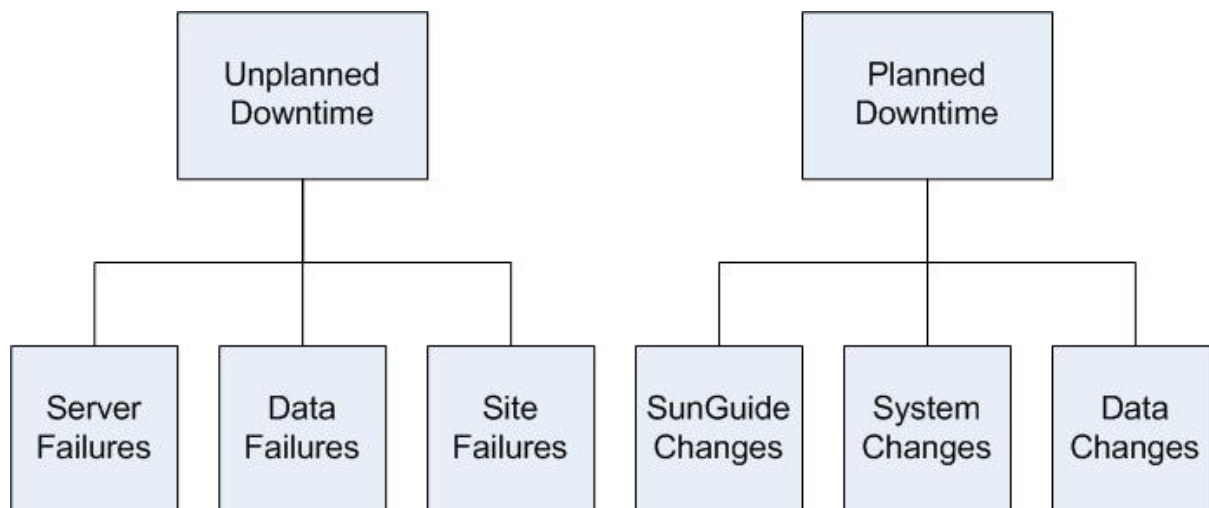 Unplanned
Downtime
Planned
Downtime
Server
Failures
Data
Failures
Site
Failures
SunGuide
Changes
System
Changes
Data
Changes